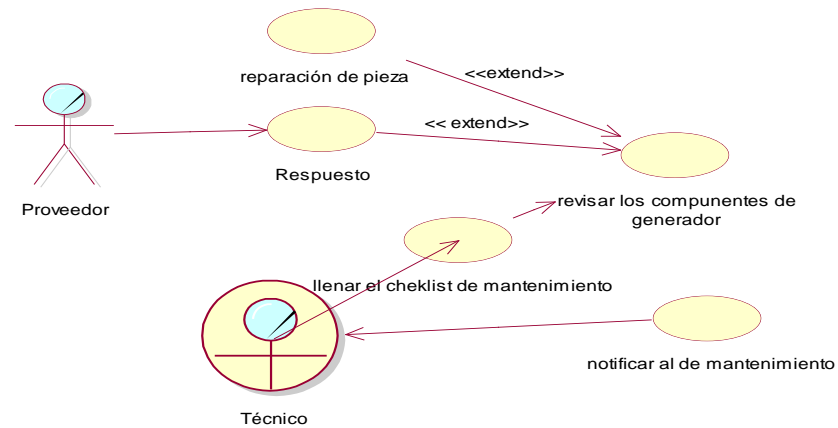 reparación de pieza
<<extend>>
<< extend>>
Respuesto
Proveedor
revisar los compunentes de
generador
llenar el cheklist de mantenimiento
notificar al de mantenimiento
Técnico